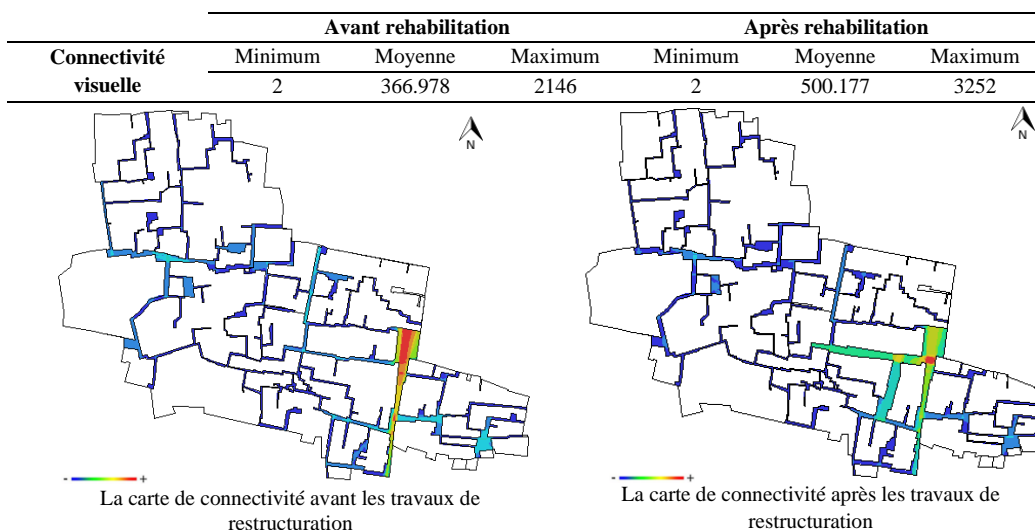 Avant rehabilitation Après rehabilitation
Connectivité visuelle Minimum Moyenne Maximum Minimum Moyenne Maximum
2 366.978 2146 2 500.177 3252
N
N
- +
La carte de connectivité avant les travaux de
restructuration
- +
La carte de connectivité après les travaux de
restructuration